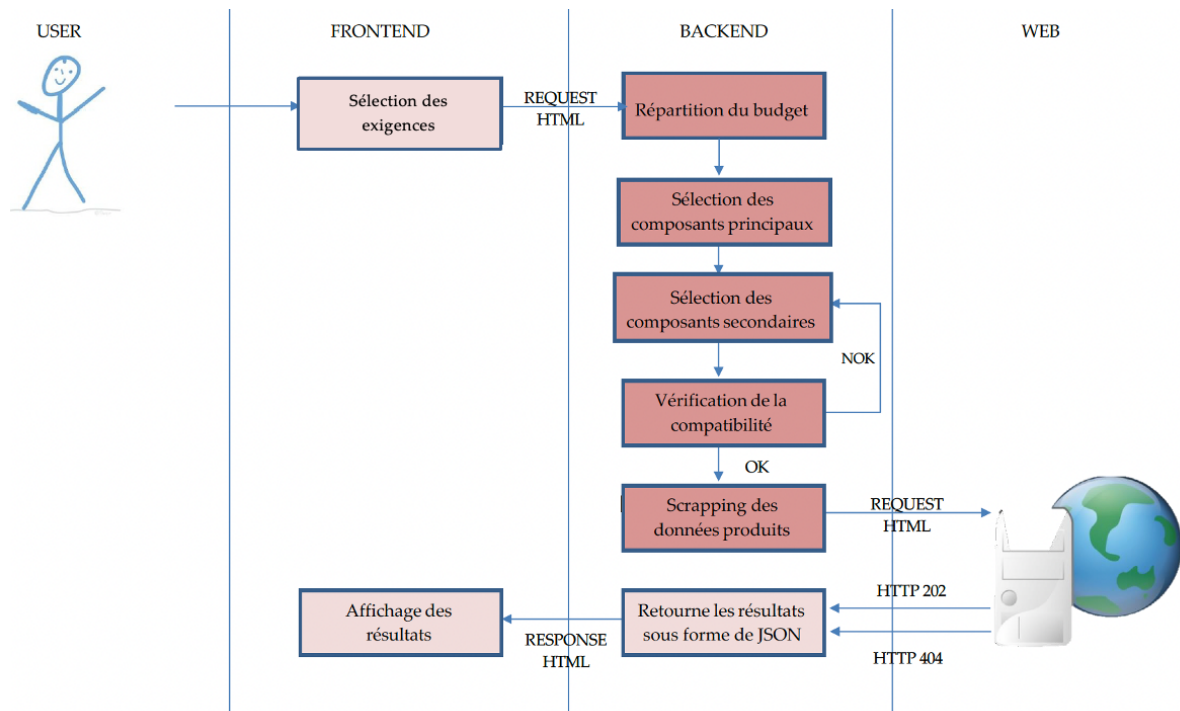 USER
FRONTEND
BACKEND
WEB
Sélection des
exigences
REQUEST
HTML
Répartition du budget
Sélection des
composants principaux
Sélection des
composants secondaires
NOK
Vérification de la
compatibilité
OK
Scrapping des
données produits
REQUEST
HTML
HTTP 202
HTTP 404
Retourne les résultats
sous forme de JSON
RESPONSE
HTML
Affichage des
résultats